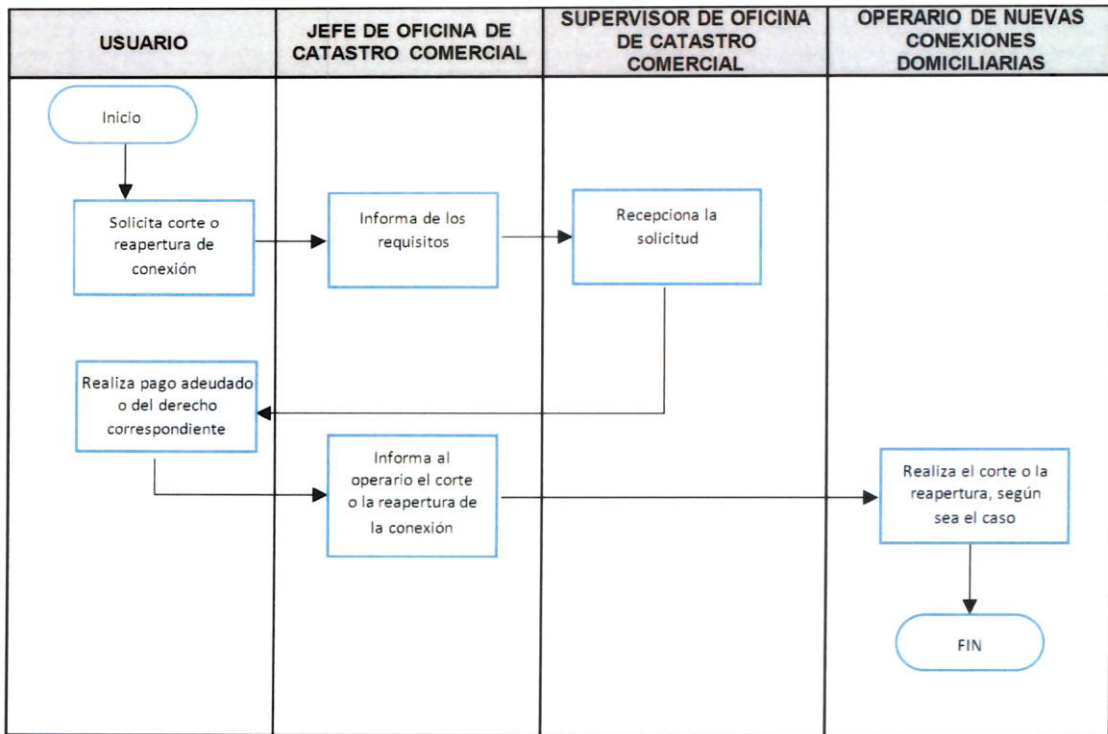 USUARIO
JEFE DE OFICINA DE
CATASTRO COMERCIAL
SUPERVISOR DE OFICINA
DE CATASTRO
COMERCIAL
OPERARIO DE NUEVAS
CONEXIONES
DOMICILIARIAS
Inicio
Solicita corte o
reapertura de
conexión
Informa de los
requisitos
Recepciona la
solicitud
Realiza pago adeudado
o del derecho
correspondiente
Informa al
operario el corte
o la reapertura de
la conexión
Realiza el corte o la
reapertura, según
sea el caso
FIN